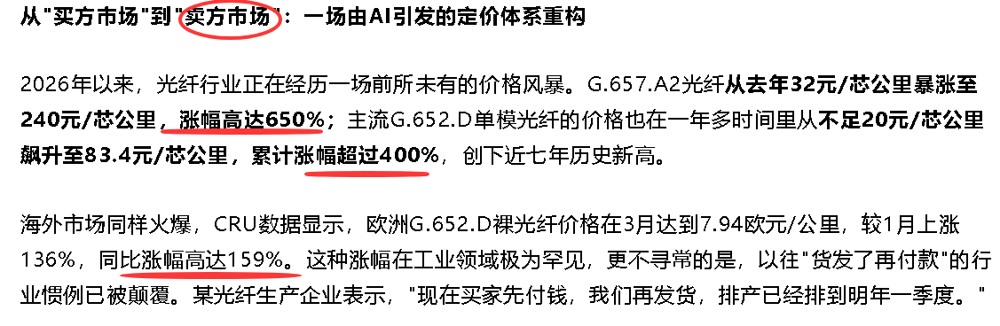 从"买方市场"到"卖方市场"：一场由AI引发的定价体系重构
2026年以来，光纤行业正在经历一场前所未有的价格风暴。G.657.A2光纤从去年32元/芯公里暴涨至
240元/芯公里，涨幅高达650%；主流G.652.D单模光纤的价格也在一年多时间里从不足20元/芯公里
飙升至83.4元/芯公里，累计涨幅超过400%，创下近七年历史新高。
海外市场同样火爆，CRU数据显示，欧洲G.652.D裸光纤价格在3月达到7.94欧元/公里，较1月上涨
136%，同比涨幅高达159%。这种涨幅在工业领域极为罕见，更不寻常的是，以往"货发了再付款"的行
业惯例已被颠覆。某光纤生产企业表示，"现在买家先付钱，我们再发货，排产已经排到明年一季度。"